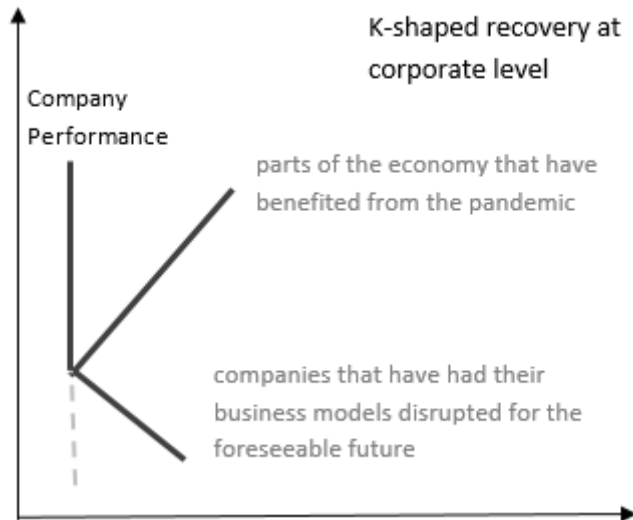 K-shaped recovery at
corporate level
Company
Performance
parts of the economy that have
benefited from the pandemic
companies that have had their
business models disrupted for the
foreseeable future